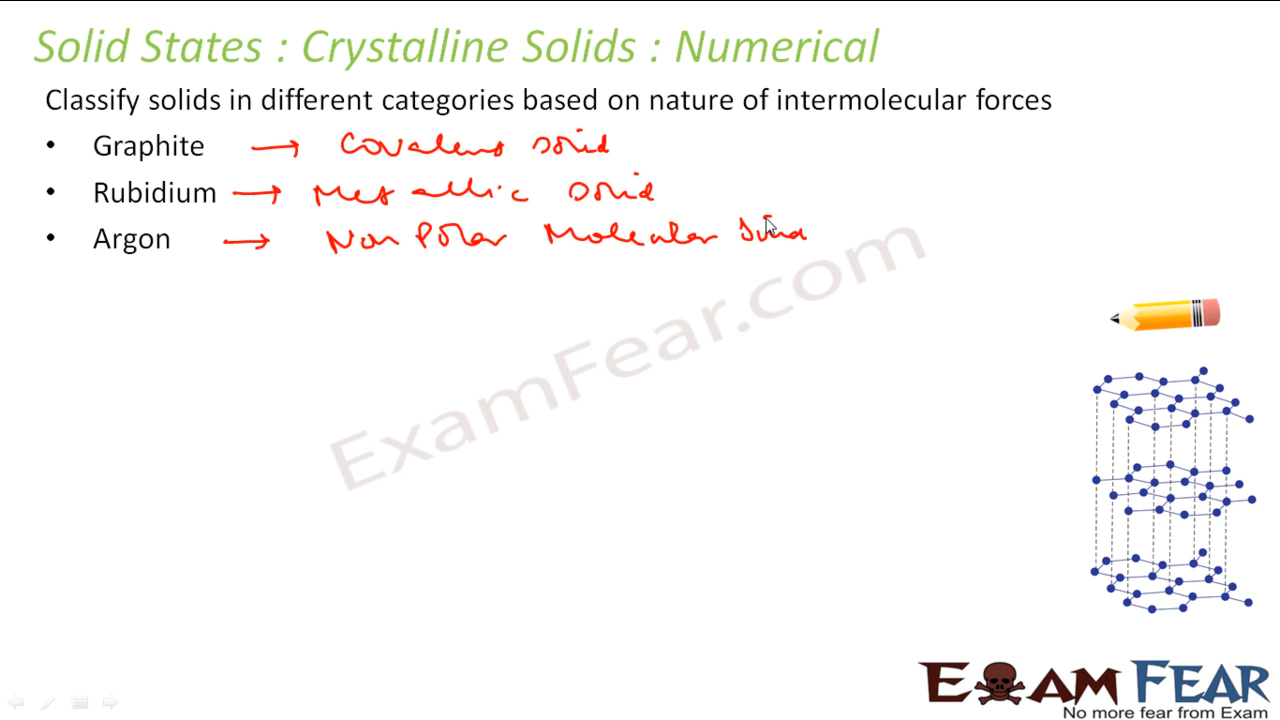 Solid States : Crystalline Solids : Numerical
Classify solids in different categories based on nature of intermolecular forces
• Graphite → Covalent solid
• Rubidium → Metallic solid
• Argon → Non Polar Molecular Solid
ExamFear.com
EXAM FEAR
No more fear from Exam